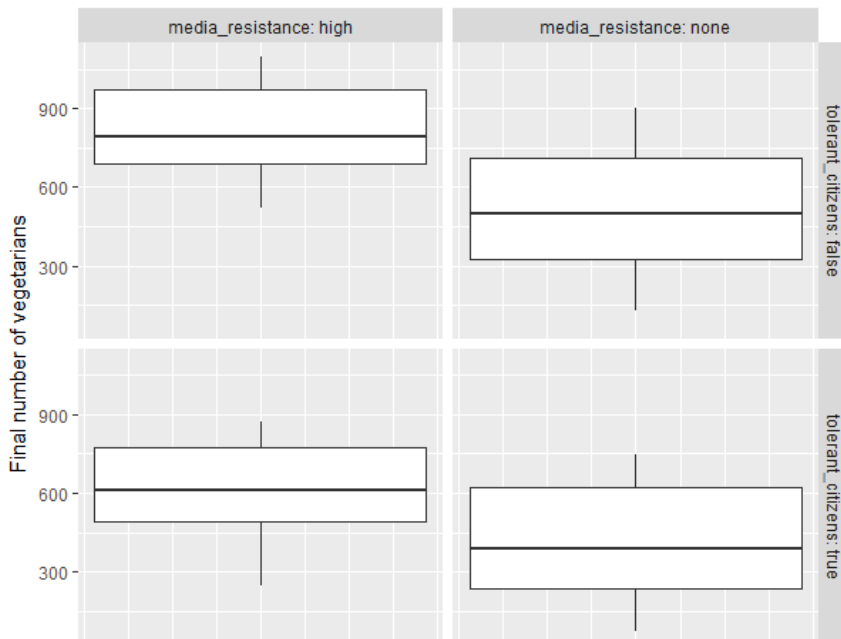 media_resistance: high
media_resistance: none
Final number of vegetarians
900
600
300
tolerant_citizens: false
900
600
300
tolerant_citizens: true